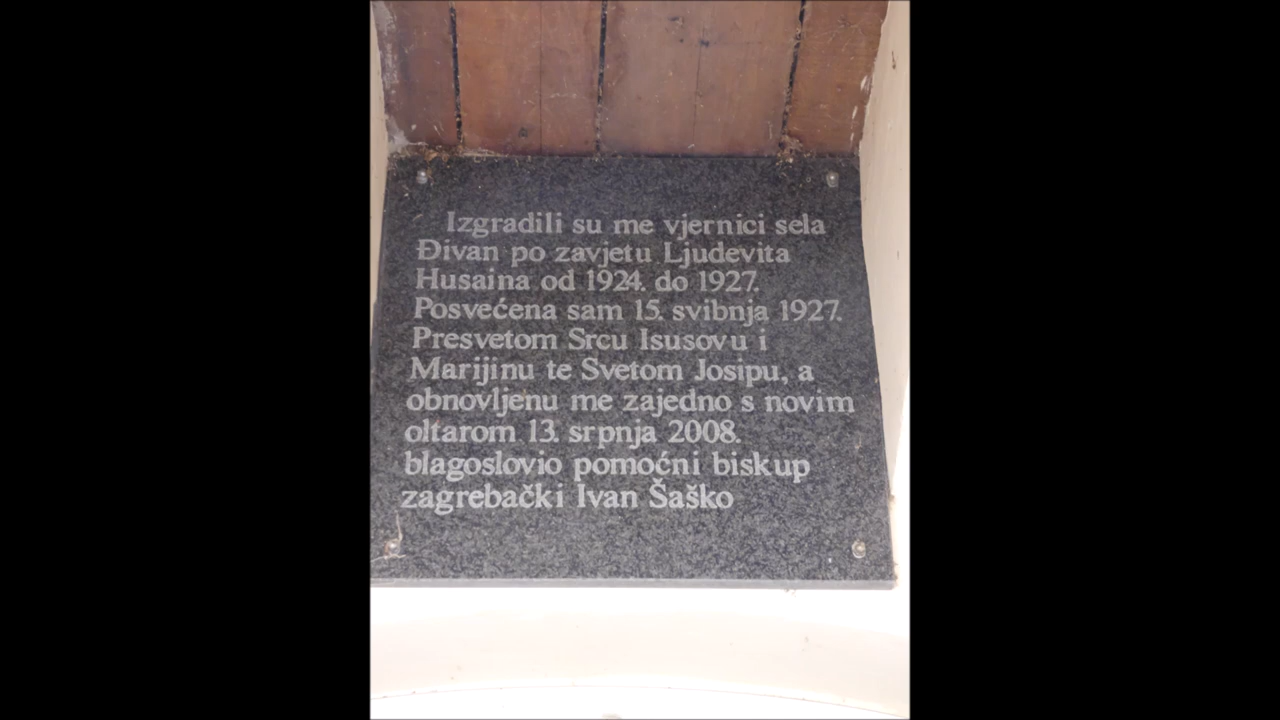 Izgradili su me vjernici sela
Đivan po zavjetu Ljudevita
Husaina od 1924. do 1927.
Posvećena sam 15. svibnja 1927.
Presvetom Srcu Isusovu i
Marijinu te Svetom Josipu, a
obnovljenu me zajedno s novim
oltarom 13. srpnja 2008.
blagoslovio pomoćni biskup
zagrebački Ivan Šaško